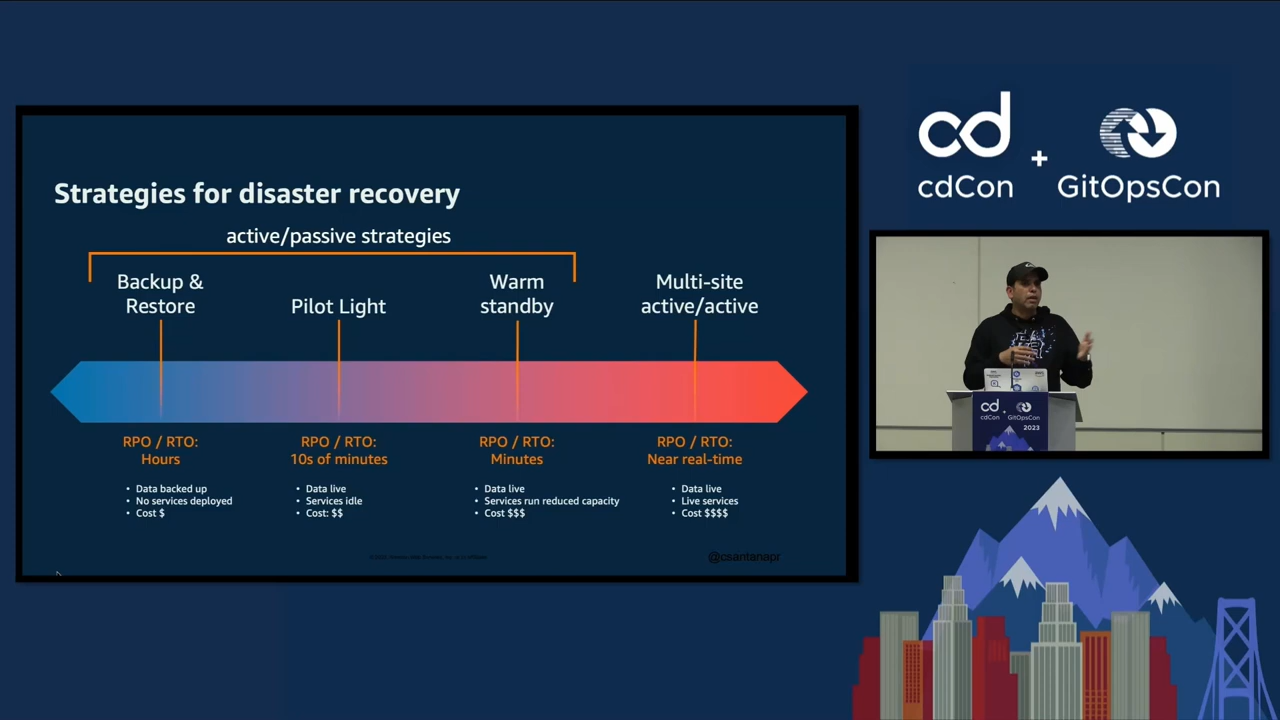 Strategies for disaster recovery
active/passive strategies
Backup &
Restore
Pilot Light
Warm
standby
Multi-site
active/active
RPO / RTO:
Hours
RPO / RTO:
10s of minutes
RPO / RTO:
Minutes
RPO / RTO:
Near real-time
• Data backed up
• No services deployed
• Cost $
• Data live
• Services idle
• Cost: $$
• Data live
• Services run reduced capacity
• Cost $$$
• Data live
• Live services
• Cost $$$$
@csantanapr
cd
cdCon
+
GitOpsCon
cd
cdCon
GitOpsCon
2023